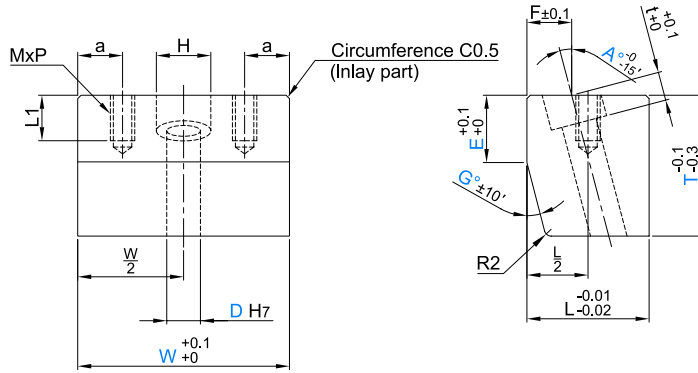 a
H
a
MxP
Circumference C0.5
(Inlay part)
L1
W
2
D H7
W +0.1
+0
F±0.1
A° -0
-15′
t +0.1
+0
E +0.1
+0
G° ±10′
T -0.1
-0.3
R2
L
2
L -0.01
-0.02